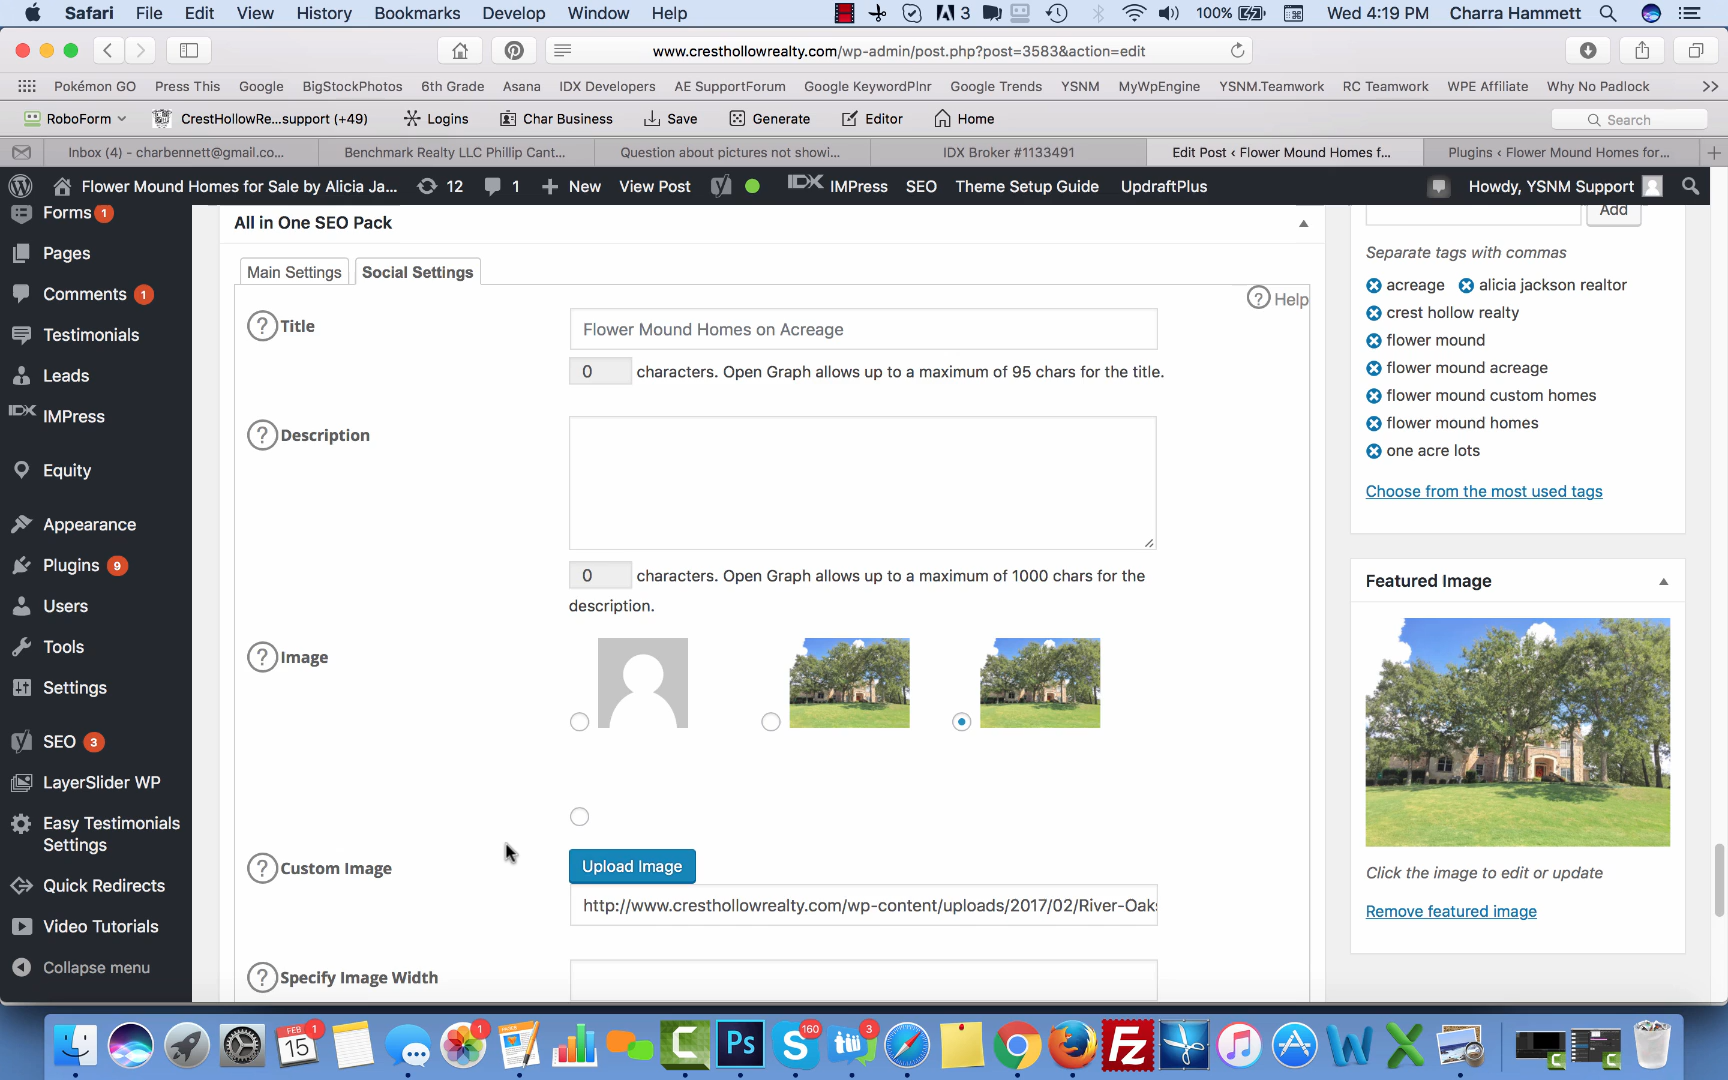 Safari File Edit View History Bookmarks Develop Window Help 3 100% Wed 4:19 PM Charra Hammett
www.cresthollowrealty.com/wp-admin/post.php?post=3583&action=edit
Pokémon GO Press This Google BigStockPhotos 6th Grade Asana IDX Developers AE SupportForum Google KeywordPlnr Google Trends YSNM MyWpEngine YSNM.Teamwork RC Teamwork WPE Affiliate Why No Padlock >>
RoboForm CrestHollowRe...support (+49) Logins Char Business Save Generate Editor Home Search
Inbox (4) - charbennett@gmail.co... Benchmark Realty LLC Phillip Cant... Question about pictures not showi... IDX Broker #1133491 Edit Post ‹ Flower Mound Homes f... Plugins ‹ Flower Mound Homes for...
Flower Mound Homes for Sale by Alicia Ja... 12 1 New View Post IDX IMPress SEO Theme Setup Guide UpdraftPlus Howdy, YSNM Support
Forms 1
Pages
Comments 1
Testimonials
Leads
IDX IMPress
Equity
Appearance
Plugins 9
Users
Tools
Settings
SEO 3
LayerSlider WP
Easy Testimonials
Settings
Quick Redirects
Video Tutorials
Collapse menu
All in One SEO Pack
Main Settings Social Settings
? Help
? Title Flower Mound Homes on Acreage
0 characters. Open Graph allows up to a maximum of 95 chars for the title.
? Description
0 characters. Open Graph allows up to a maximum of 1000 chars for the
description.
? Image
? Custom Image Upload Image
http://www.cresthollowrealty.com/wp-content/uploads/2017/02/River-Oaks
? Specify Image Width
Add
Separate tags with commas
acreage alicia jackson realtor
crest hollow realty
flower mound
flower mound acreage
flower mound custom homes
flower mound homes
one acre lots
Choose from the most used tags
Featured Image
Click the image to edit or update
Remove featured image
FEB 1 15 1 PAGES C Ps S 160 3 Fz W X C C